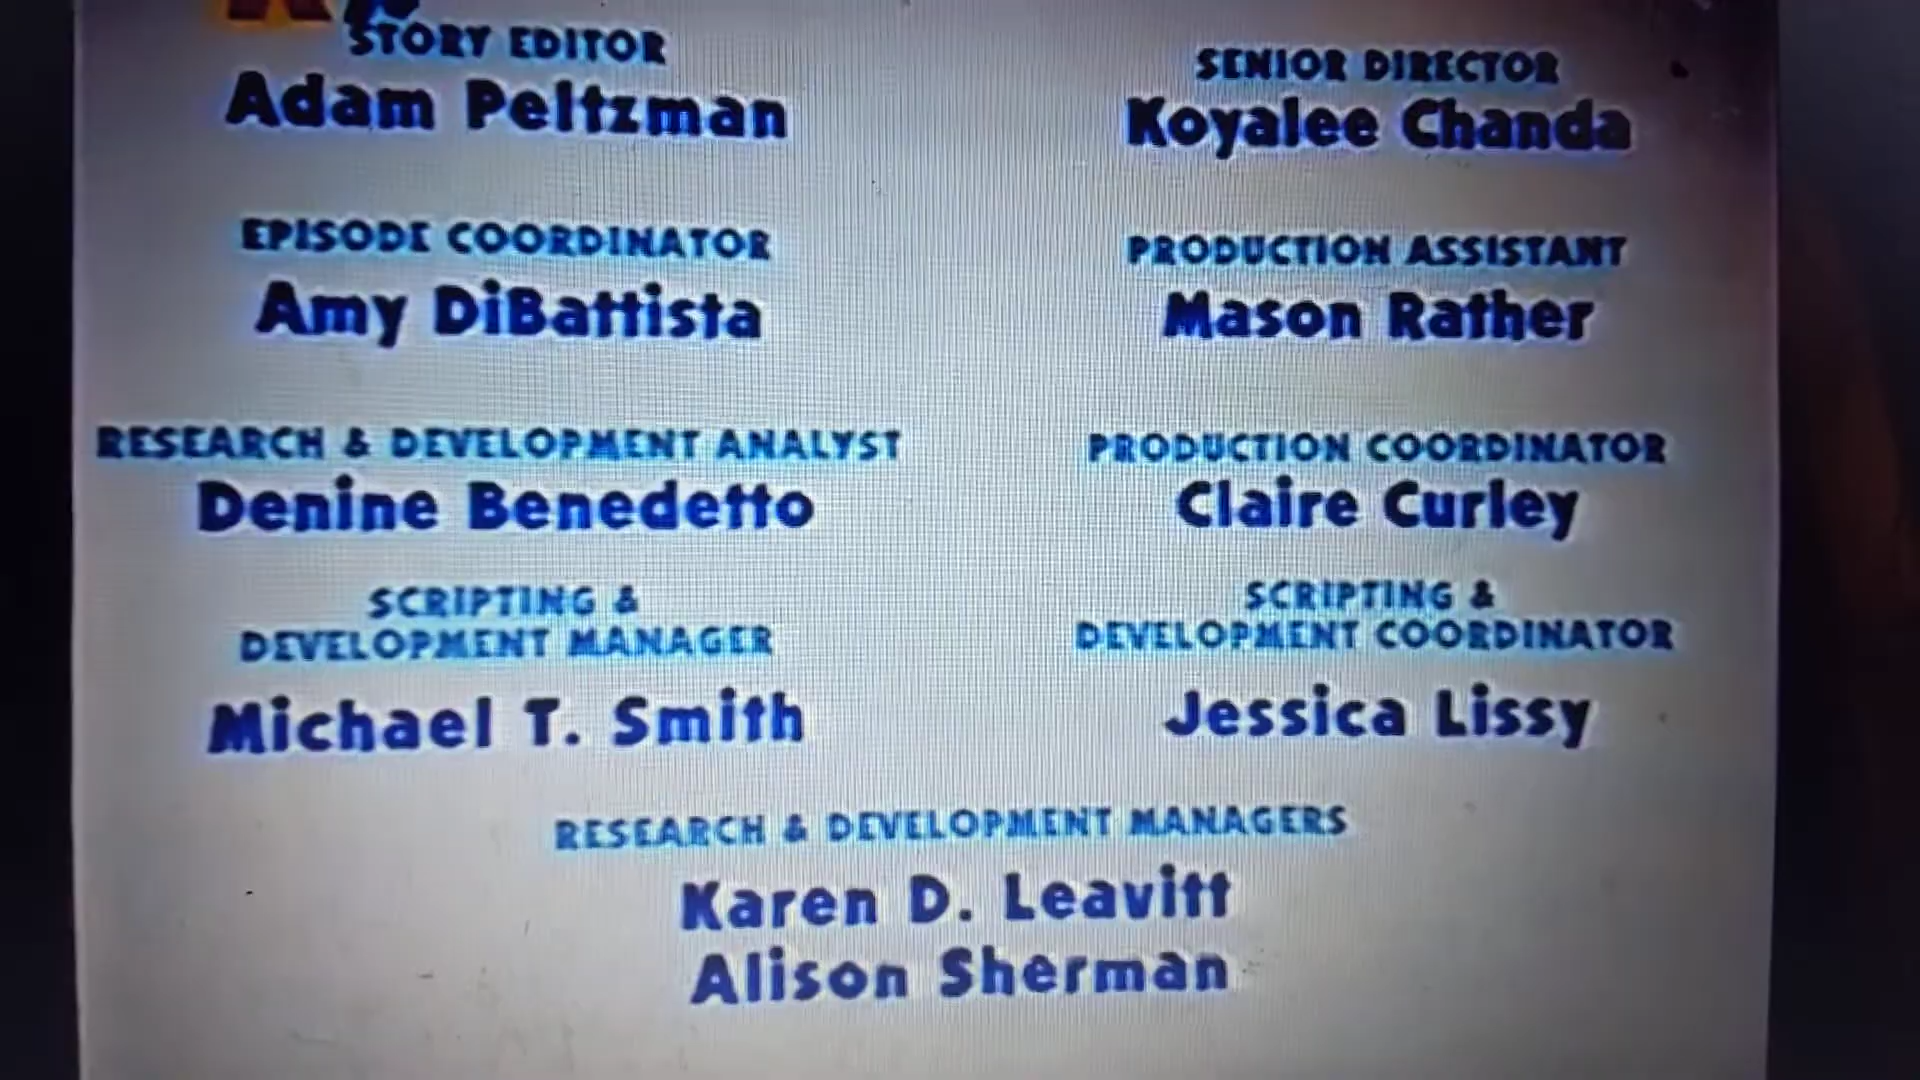 STORY EDITOR
Adam Peltzman
SENIOR DIRECTOR
Koyalee Chanda
EPISODE COORDINATOR
Amy DiBattista
PRODUCTION ASSISTANT
Mason Rather
RESEARCH & DEVELOPMENT ANALYST
Denine Benedetto
PRODUCTION COORDINATOR
Claire Curley
SCRIPTING &
DEVELOPMENT MANAGER
Michael T. Smith
SCRIPTING &
DEVELOPMENT COORDINATOR
Jessica Lissy
RESEARCH & DEVELOPMENT MANAGERS
Karen D. Leavitt
Alison Sherman